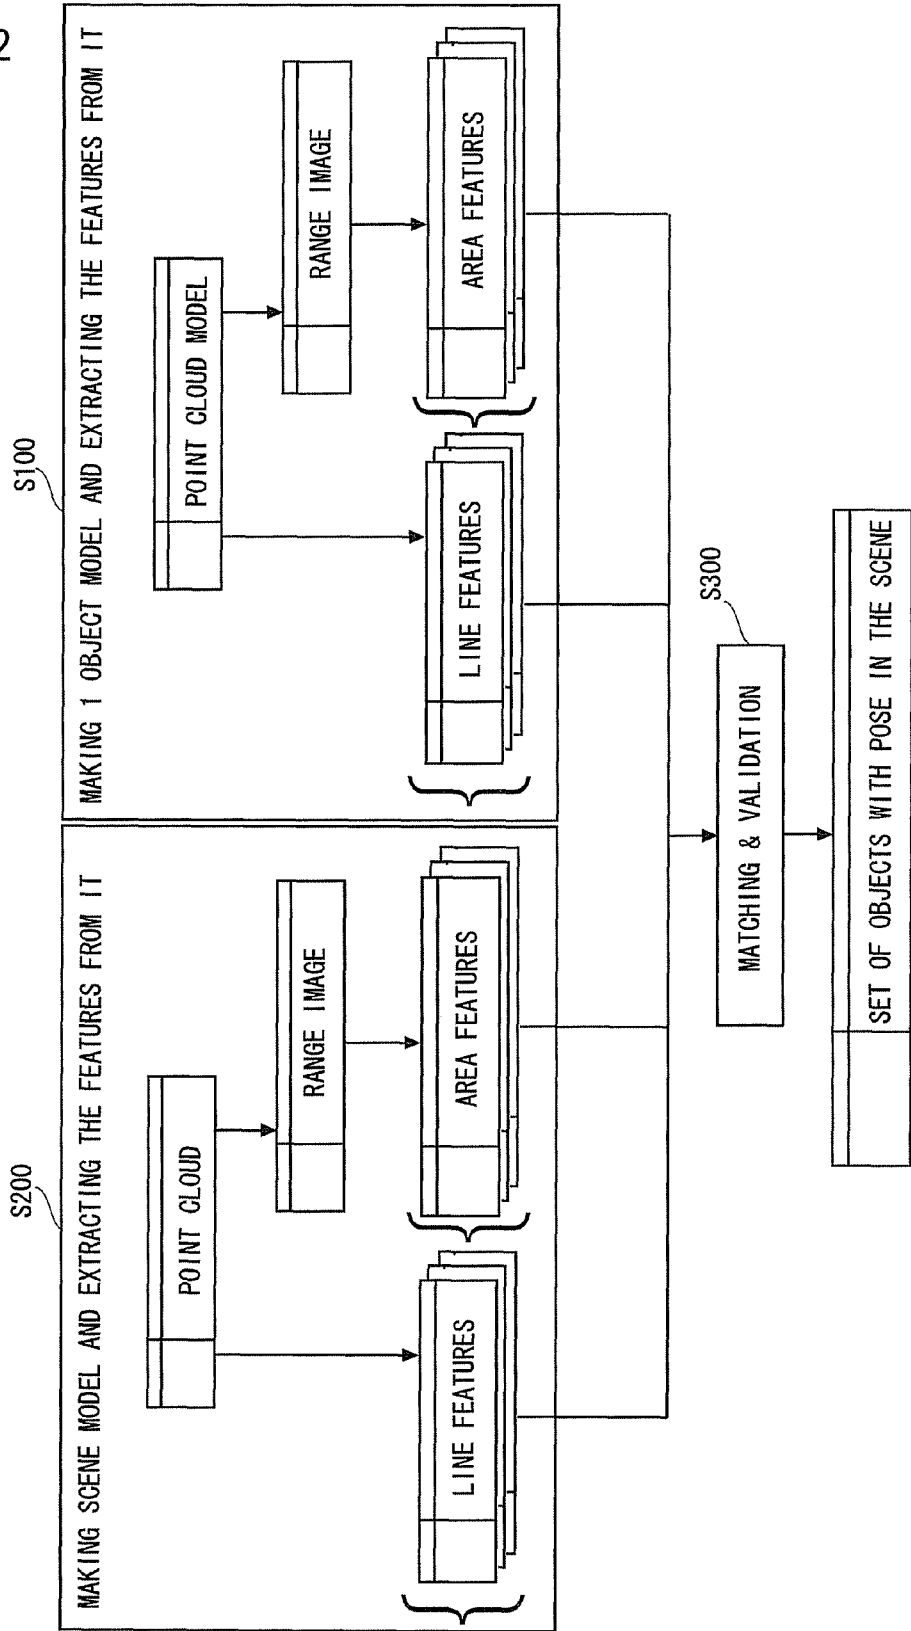 2
S200
MAKING SCENE MODEL AND EXTRACTING THE FEATURES FROM IT
POINT CLOUD
RANGE IMAGE
LINE FEATURES
AREA FEATURES
S100
MAKING 1 OBJECT MODEL AND EXTRACTING THE FEATURES FROM IT
POINT CLOUD MODEL
RANGE IMAGE
LINE FEATURES
AREA FEATURES
S300
MATCHING & VALIDATION
SET OF OBJECTS WITH POSE IN THE SCENE